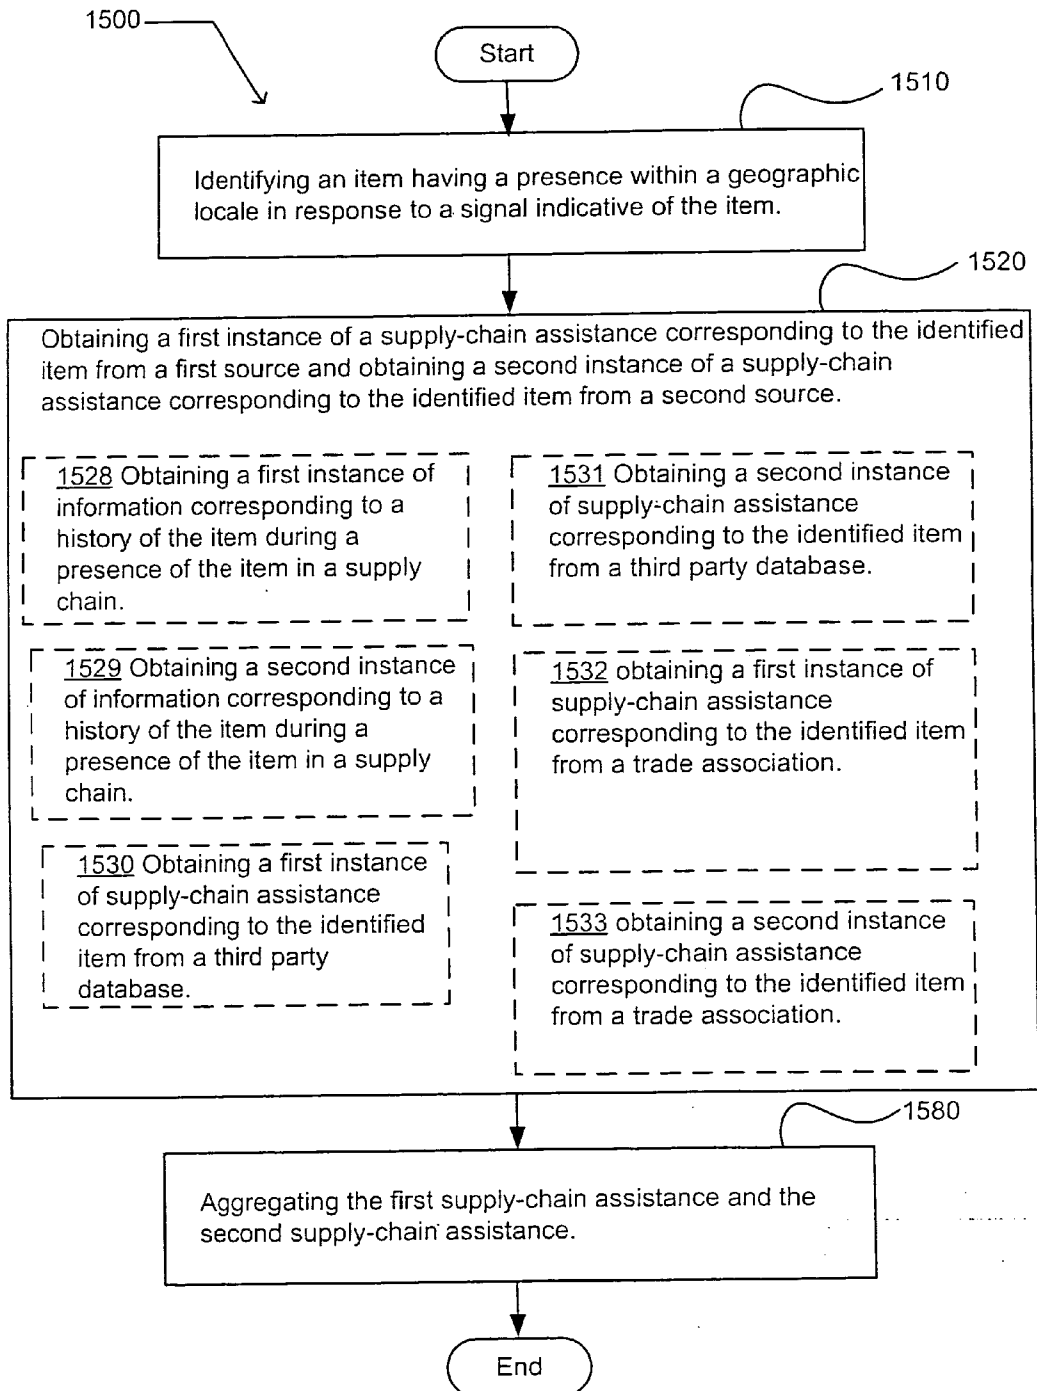 1500
Start
1510
Identifying an item having a presence within a geographic
locale in response to a signal indicative of the item.
1520
Obtaining a first instance of a supply-chain assistance corresponding to the identified
item from a first source and obtaining a second instance of a supply-chain
assistance corresponding to the identified item from a second source.
1528 Obtaining a first instance of
information corresponding to a
history of the item during a
presence of the item in a supply
chain.
1529 Obtaining a second instance
of information corresponding to a
history of the item during a
presence of the item in a supply
chain.
1530 Obtaining a first instance
of supply-chain assistance
corresponding to the identified
item from a third party
database.
1531 Obtaining a second instance
of supply-chain assistance
corresponding to the identified item
from a third party database.
1532 obtaining a first instance of
supply-chain assistance
corresponding to the identified item
from a trade association.
1533 obtaining a second instance
of supply-chain assistance
corresponding to the identified item
from a trade association.
1580
Aggregating the first supply-chain assistance and the
second supply-chain assistance.
End